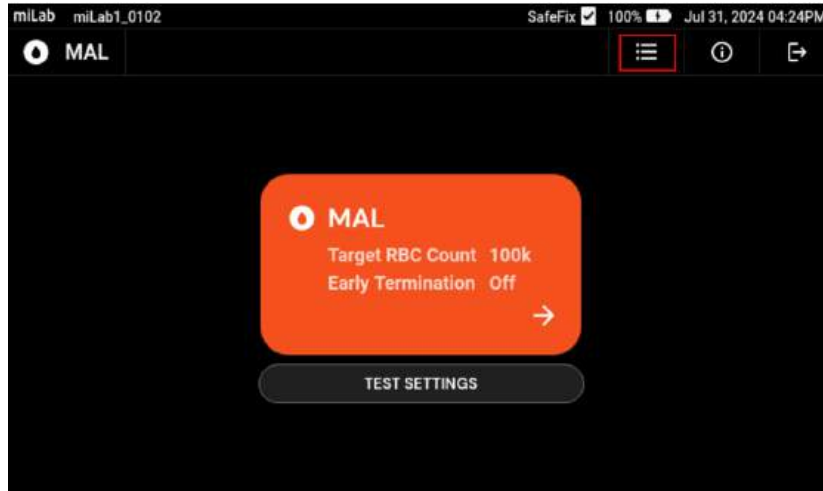 miLab miLab1_0102 SafeFix 100% Jul 31, 2024 04:24PM
MAL
MAL
Target RBC Count 100k
Early Termination Off
TEST SETTINGS